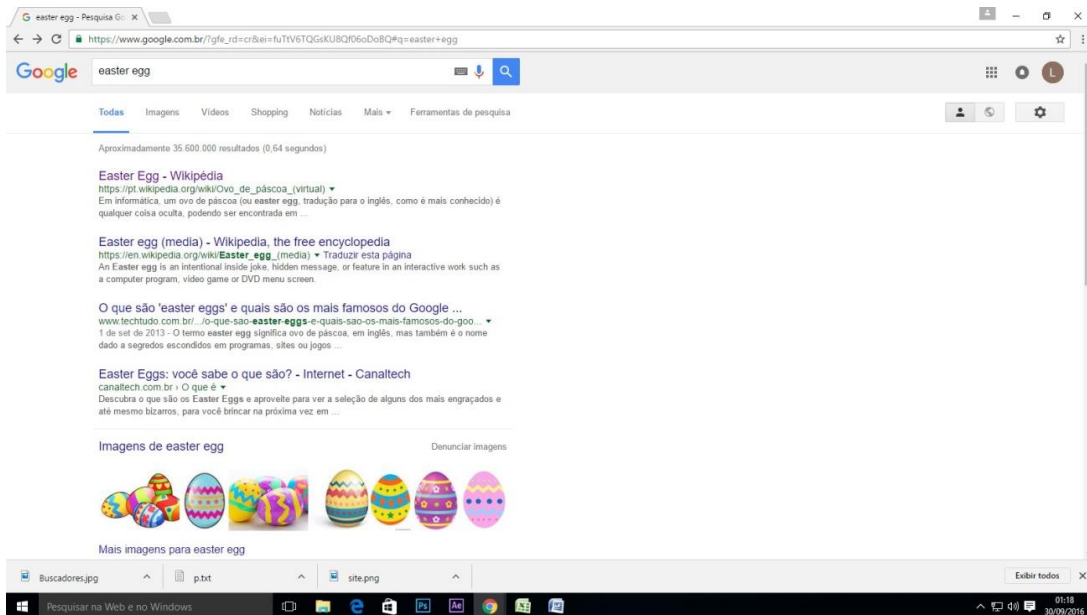 easter egg - Pesquisa Go
https://www.google.com.br/?gfe_rd=cr&ei=fuTtV6TQGsKU8Qf06oDoBQ#q=easter+egg
Google
easter egg
L
Todas Imagens Vídeos Shopping Notícias Mais Ferramentas de pesquisa
Aproximadamente 35.600.000 resultados (0,64 segundos)
Easter Egg - Wikipédia
https://pt.wikipedia.org/wiki/Ovo_de_páscoa_(virtual)
Em informática, um ovo de páscoa (ou easter egg, tradução para o inglês, como é mais conhecido) é
qualquer coisa oculta, podendo ser encontrada em ...
Easter egg (media) - Wikipedia, the free encyclopedia
https://en.wikipedia.org/wiki/Easter_egg_(media) Traduzir esta página
An Easter egg is an intentional inside joke, hidden message, or feature in an interactive work such as
a computer program, video game or DVD menu screen.
O que são 'easter eggs' e quais são os mais famosos do Google ...
www.techtudo.com.br/.../o-que-sao-easter-eggs-e-quais-sao-os-mais-famosos-do-goo...
1 de set de 2013 - O termo easter egg significa ovo de páscoa, em inglês, mas também é o nome
dado a segredos escondidos em programas, sites ou jogos ...
Easter Eggs: você sabe o que são? - Internet - Canaltech
canaltech.com.br › O que é
Descubra o que são os Easter Eggs e aproveite para ver a seleção de alguns dos mais engraçados e
até mesmo bizarros, para você brincar na próxima vez em ...
Imagens de easter egg Denunciar imagens
Mais imagens para easter egg
Buscadores.jpg p.txt site.png Exibir todos
Pesquisar na Web e no Windows Ps Ae 01:18
30/09/2016